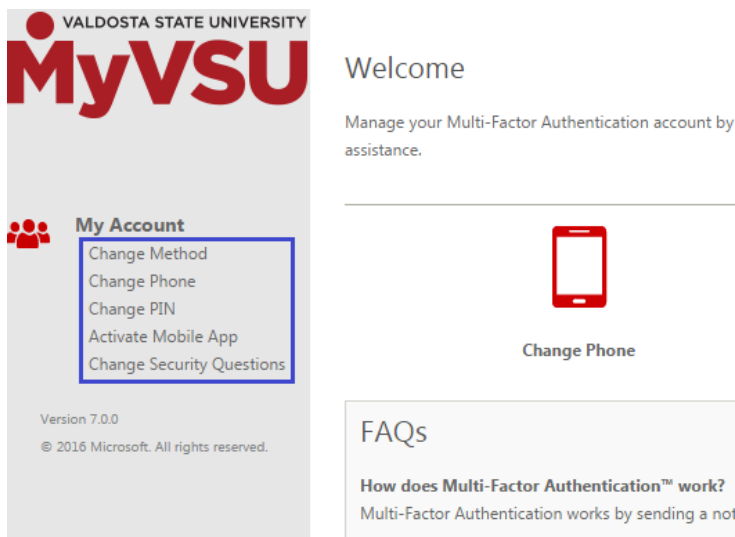 VALDOSTA STATE UNIVERSITY
MyVSU
My Account
Change Method
Change Phone
Change PIN
Activate Mobile App
Change Security Questions
Version 7.0.0
© 2016 Microsoft. All rights reserved.
Welcome
Manage your Multi-Factor Authentication account by
assistance.
Change Phone
FAQs
How does Multi-Factor Authentication™ work?
Multi-Factor Authentication works by sending a not